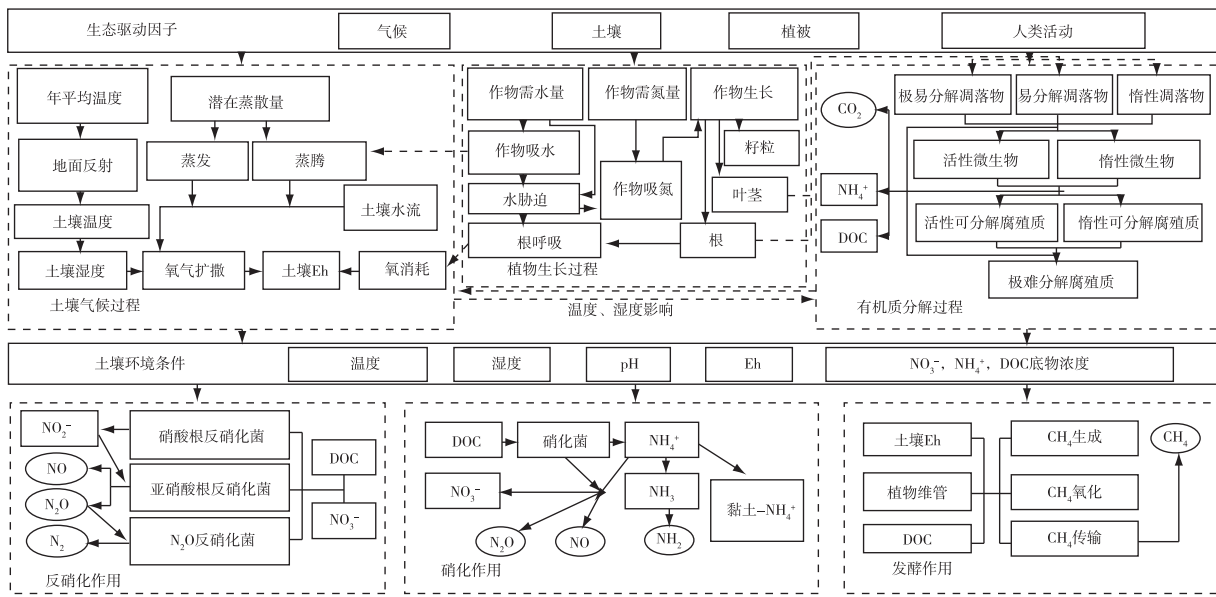 生态驱动因子
气候
土壤
植被
人类活动
年平均温度
潜在蒸散量
地面反射
蒸发
蒸腾
土壤温度
土壤水流
土壤湿度
氧气扩撒
土壤Eh
氧消耗
土壤气候过程
作物需水量
作物需氮量
作物生长
作物吸水
籽粒
作物吸氮
水胁迫
叶茎
根呼吸
根
植物生长过程
温度、湿度影响
极易分解凋落物
易分解凋落物
惰性凋落物
CO₂
活性微生物
惰性微生物
NH₄⁺
活性可分解腐殖质
惰性可分解腐殖质
DOC
极难分解腐殖质
有机质分解过程
土壤环境条件
温度
湿度
pH
Eh
NO₃⁻, NH₄⁺, DOC底物浓度
NO₂⁻
硝酸根反硝化菌
DOC
NO
亚硝酸根反硝化菌
N₂O
NO₃⁻
N₂
N₂O反硝化菌
反硝化作用
DOC
硝化菌
NH₄⁺
NO₃⁻
NH₃
黏土–NH₄⁺
N₂O
NO
NH₂
硝化作用
土壤Eh
CH₄生成
CH₄
植物维管
CH₄氧化
DOC
CH₄传输
发酵作用